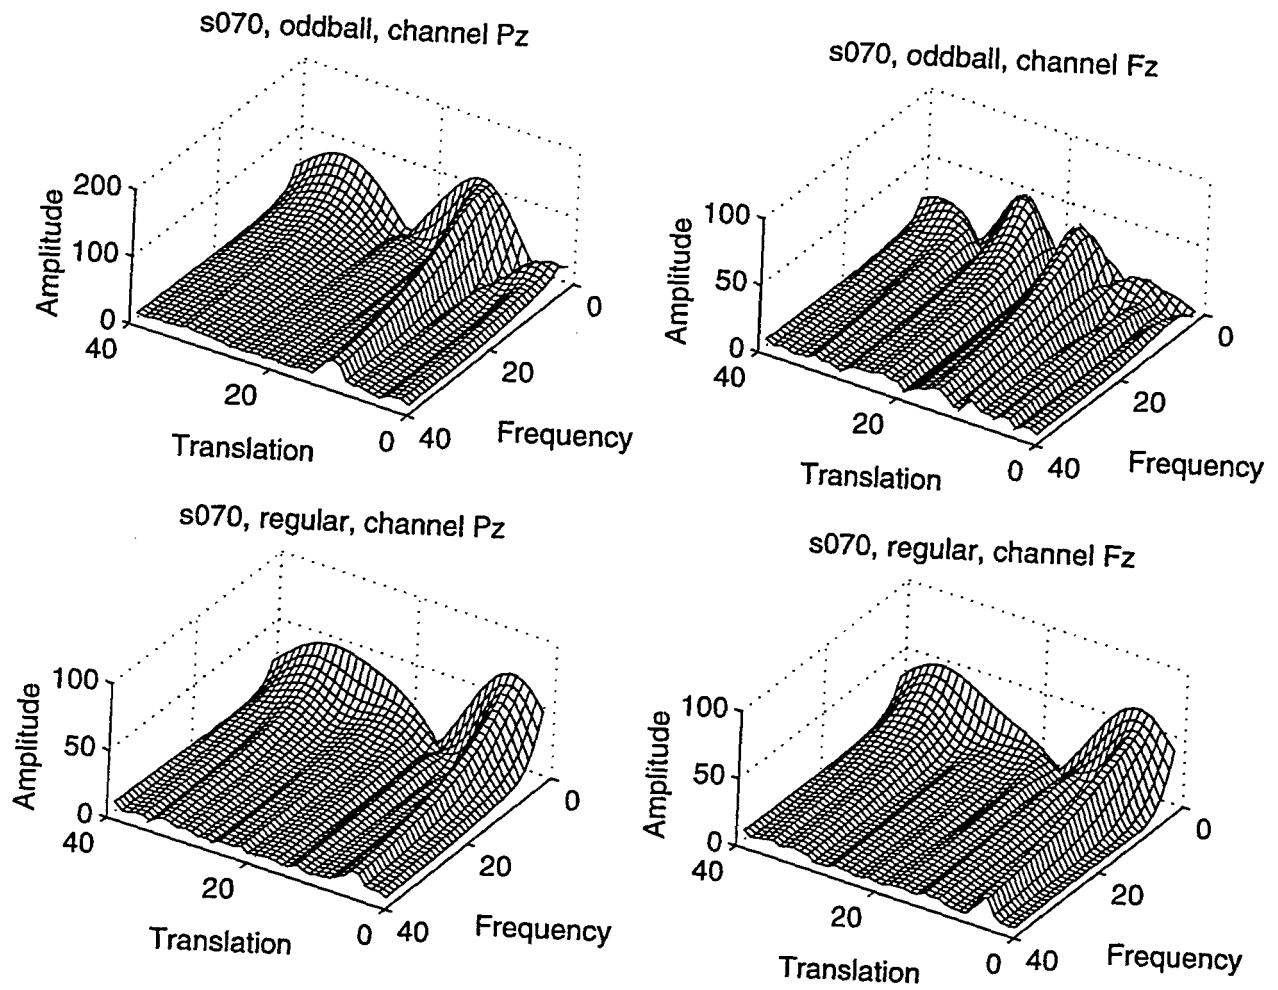 s070, oddball, channel Pz
200
100
0
Amplitude
40
20
0
Translation
40
20
0
Frequency
s070, oddball, channel Fz
100
50
0
Amplitude
40
20
0
Translation
40
20
0
Frequency
s070, regular, channel Pz
100
50
0
Amplitude
40
20
0
Translation
40
20
0
Frequency
s070, regular, channel Fz
100
50
0
Amplitude
40
20
0
Translation
40
20
0
Frequency